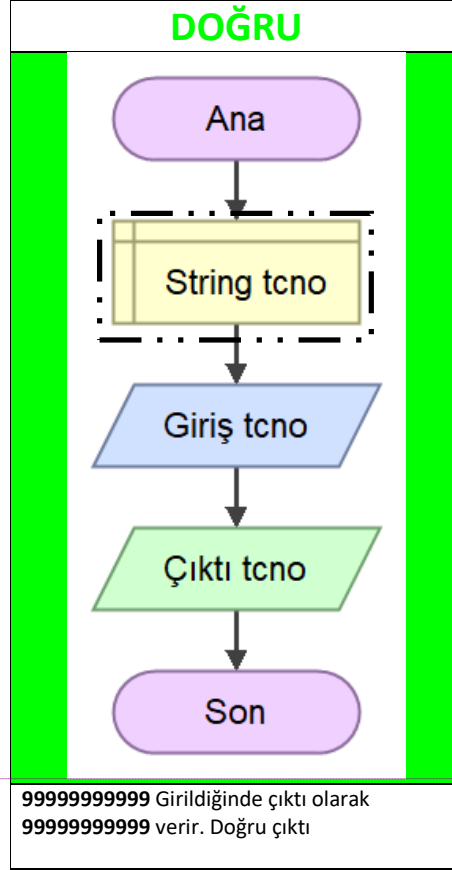 DOĞRU
Ana
String tcno
Giriş tcno
Çıktı tcno
Son
99999999999 Girildiğinde çıktı olarak
99999999999 verir. Doğru çıktı